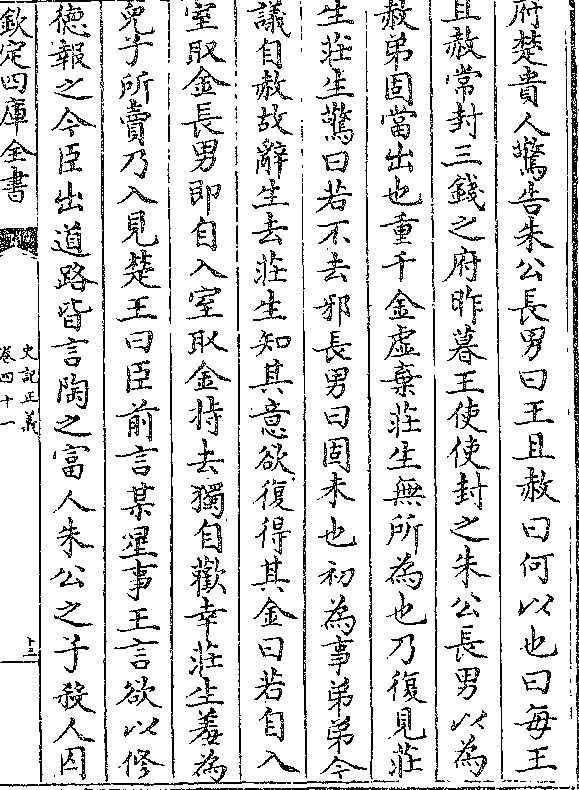 府楚貴人驚告朱公長男曰王且赦曰何以也曰每王
且赦常封三錢之府昨暮王使使封之朱公長男以為
赦弟固當出也重千金虛棄莊生無所為也乃復見莊
生莊生驚曰若不去邪長男曰固未也初為事弟弟今
議自赦故辭生去莊生知其意欲復得其金曰若自入
室取金長男即自入室取金持去獨自歡幸莊生羞為
兒子所賣乃入見楚王曰臣前言某星事王言欲以修
德報之今臣出道路皆言陶之富人朱公之子殺人囚
欽定四庫全書
史記正義
卷四十一
十三